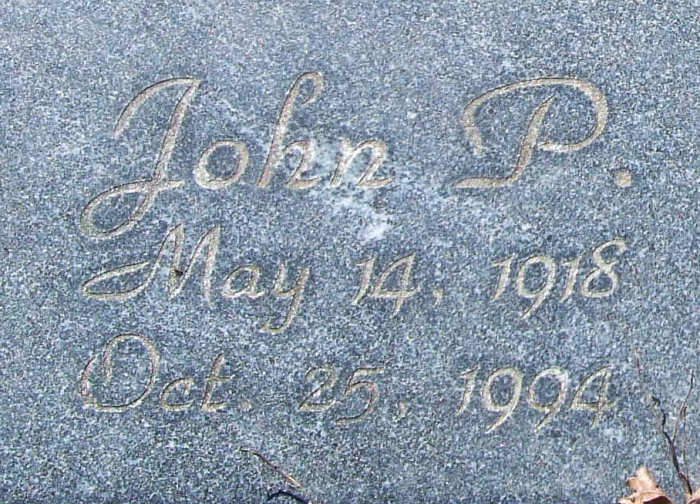 John P.
May 14, 1918
Oct. 25, 1994